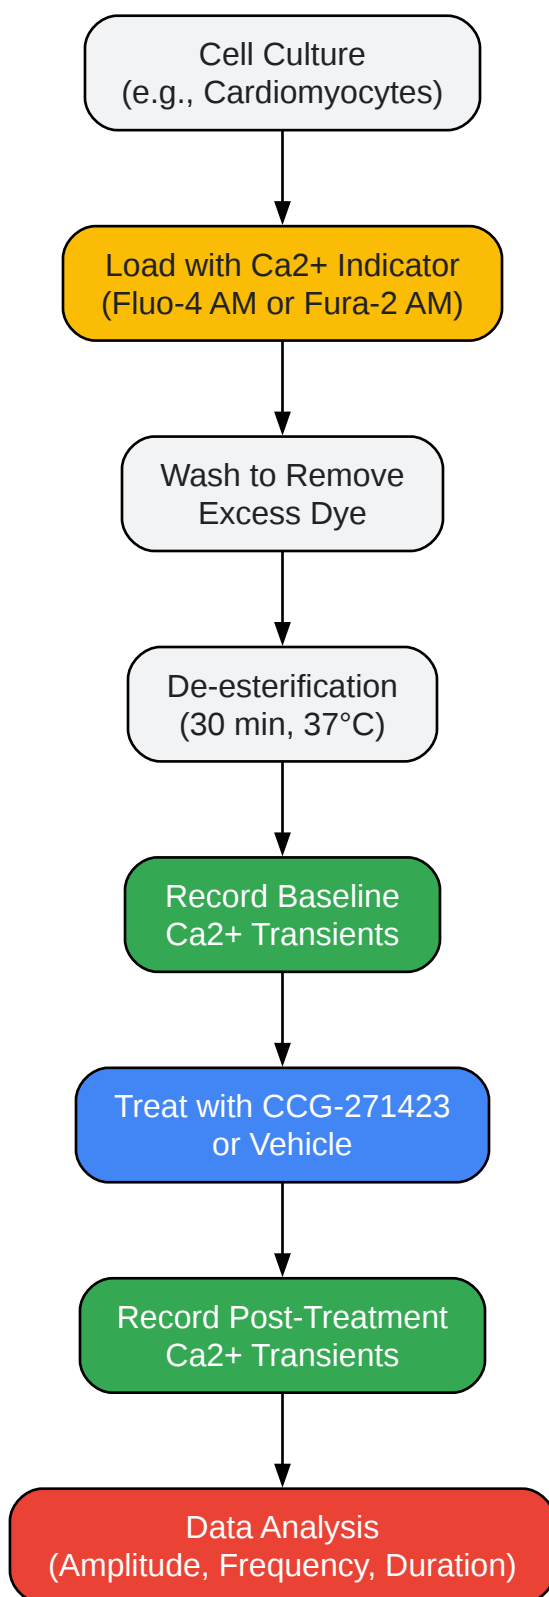 Cell Culture
(e.g., Cardiomyocytes)
Load with Ca2+ Indicator
(Fluo-4 AM or Fura-2 AM)
Wash to Remove
Excess Dye
De-esterification
(30 min, 37°C)
Record Baseline
Ca2+ Transients
Treat with CCG-271423
or Vehicle
Record Post-Treatment
Ca2+ Transients
Data Analysis
(Amplitude, Frequency, Duration)